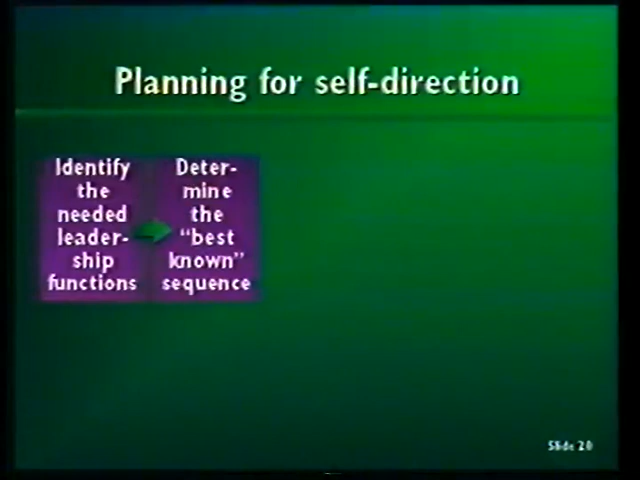 Planning for self-direction
Identify
the
needed
leader-
ship
functions
Deter-
mine
the
“best
known”
sequence
Slide 20